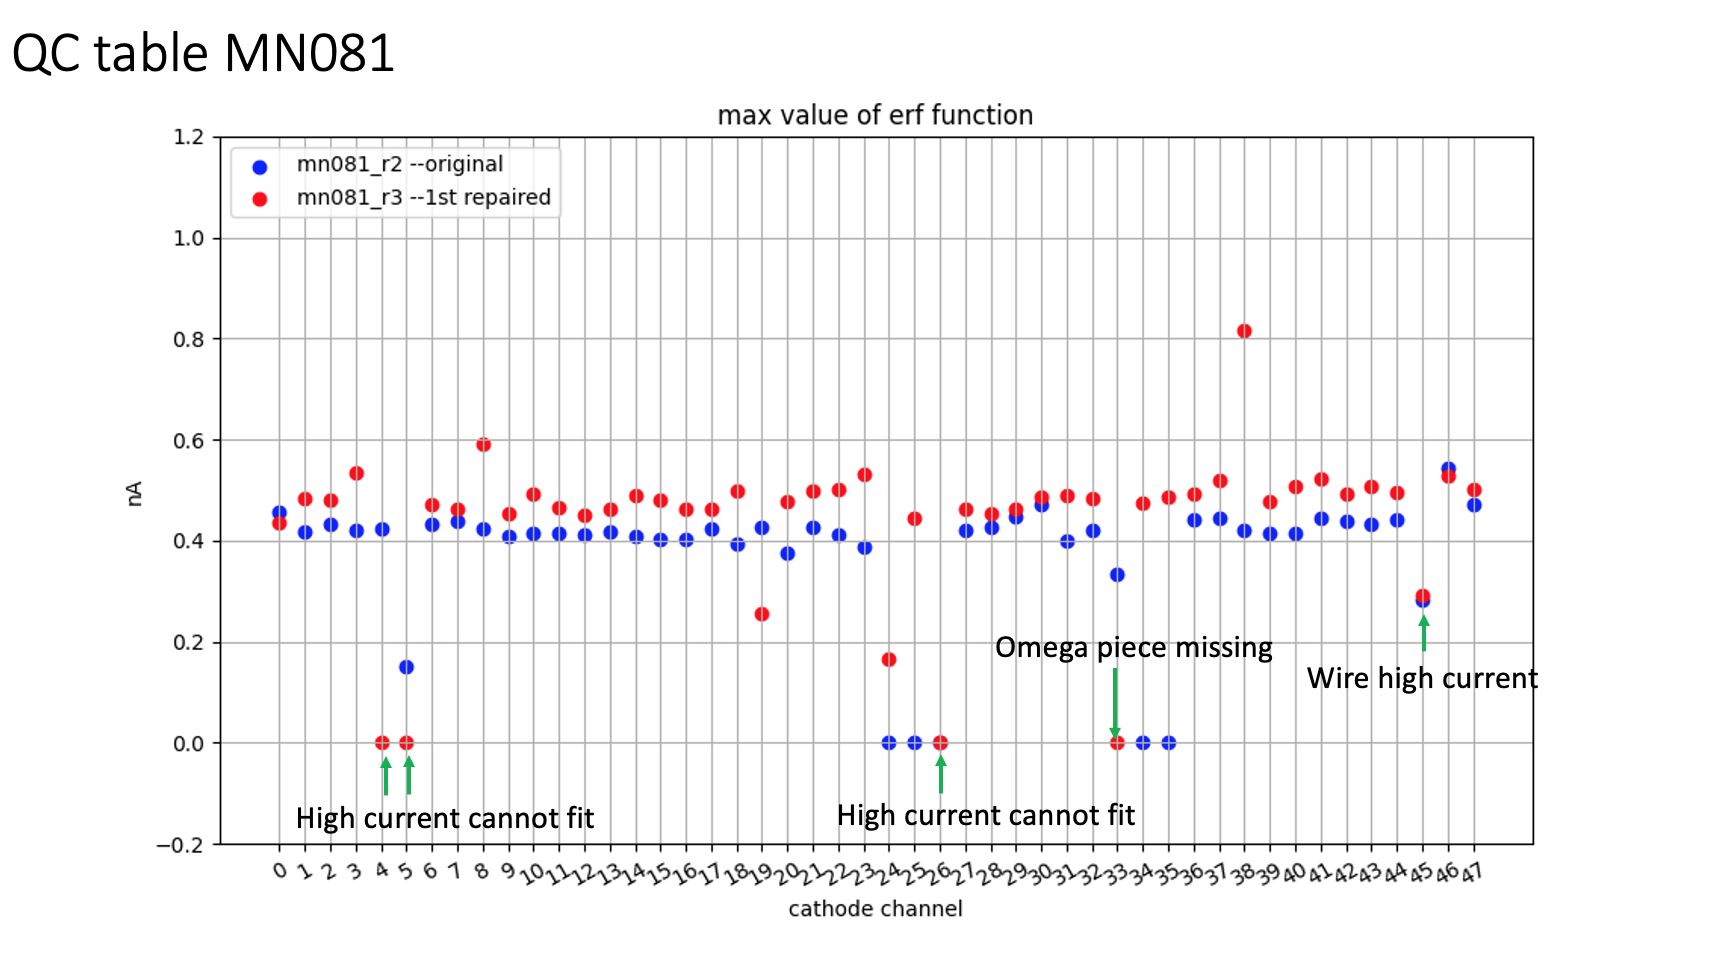 QC table MN081
max value of erf function
1.2
1.0
0.8
0.6
0.4
0.2
0.0
−0.2
nA
mn081_r2 --original
mn081_r3 --1st repaired
Omega piece missing
Wire high current
High current cannot fit
High current cannot fit
0 1 2 3 4 5 6 7 8 9 10 11 12 13 14 15 16 17 18 19 20 21 22 23 24 25 26 27 28 29 30 31 32 33 34 35 36 37 38 39 40 41 42 43 44 45 46 47
cathode channel